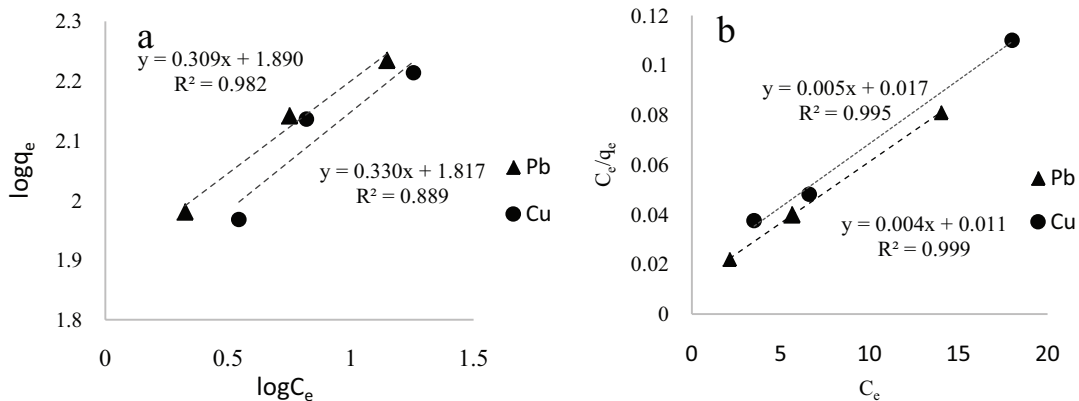 a
2.3
2.2
2.1
2
1.9
1.8
logqₑ
y = 0.309x + 1.890
R² = 0.982
y = 0.330x + 1.817
R² = 0.889
Pb
Cu
0
0.5
1
1.5
logCₑ
b
0.12
0.1
0.08
0.06
0.04
0.02
0
Cₑ/qₑ
y = 0.005x + 0.017
R² = 0.995
y = 0.004x + 0.011
R² = 0.999
Pb
Cu
0
5
10
15
20
Cₑ